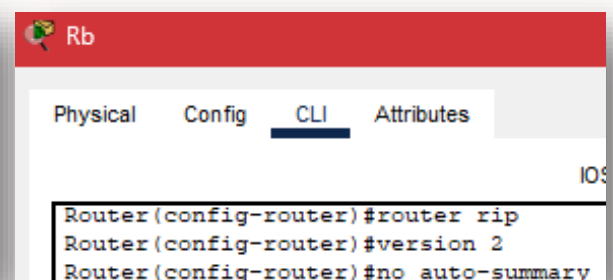 Rb
Physical Config CLI Attributes
IOS
Router(config-router)#router rip
Router(config-router)#version 2
Router(config-router)#no auto-summary